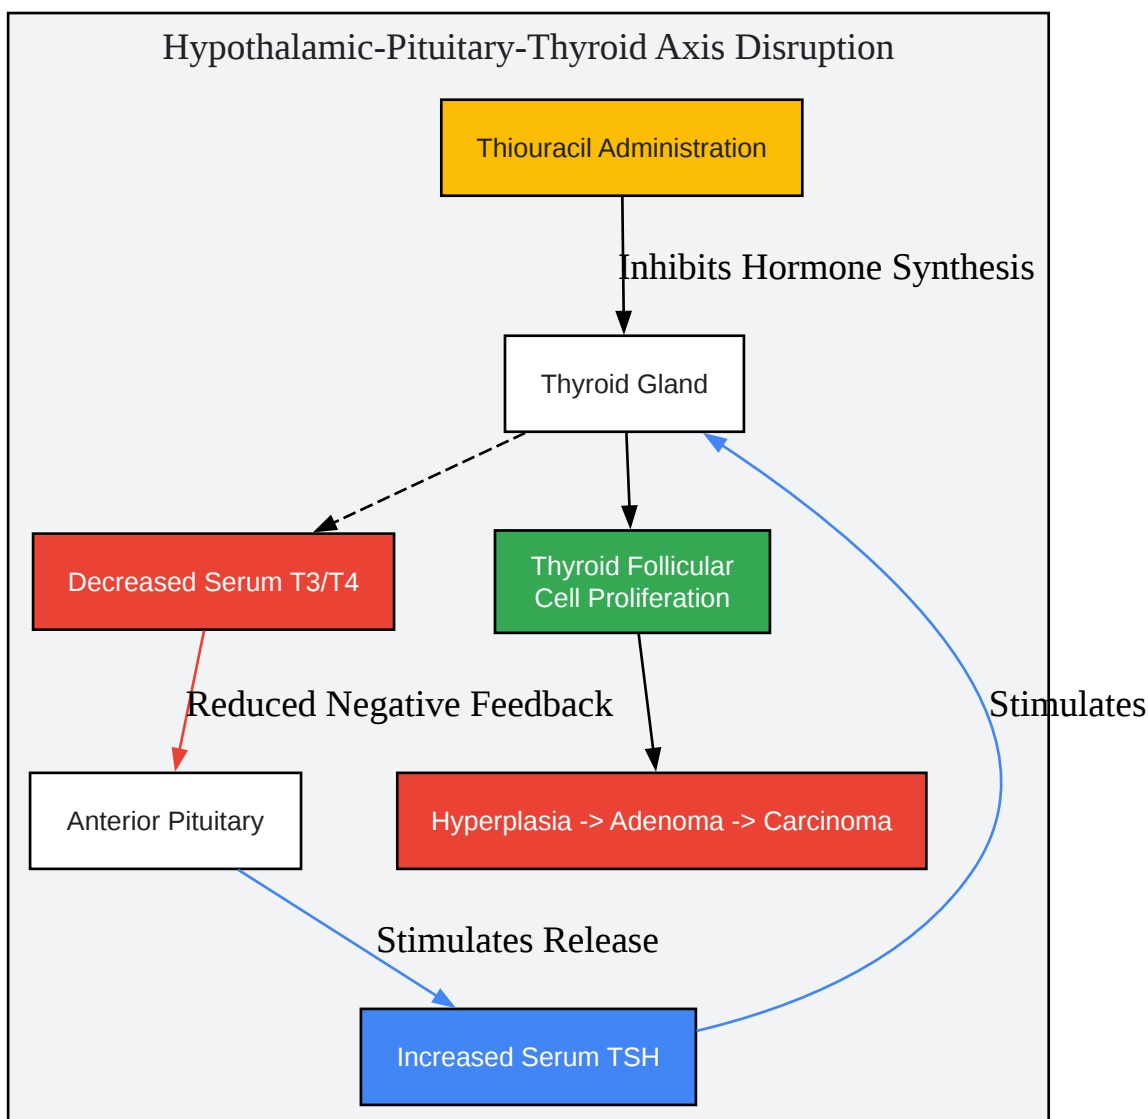 Hypothalamic-Pituitary-Thyroid Axis Disruption
Thiouracil Administration
Inhibits Hormone Synthesis
Thyroid Gland
Decreased Serum T3/T4
Thyroid Follicular
Cell Proliferation
Reduced Negative Feedback
Stimulates
Anterior Pituitary
Hyperplasia -> Adenoma -> Carcinoma
Stimulates Release
Increased Serum TSH